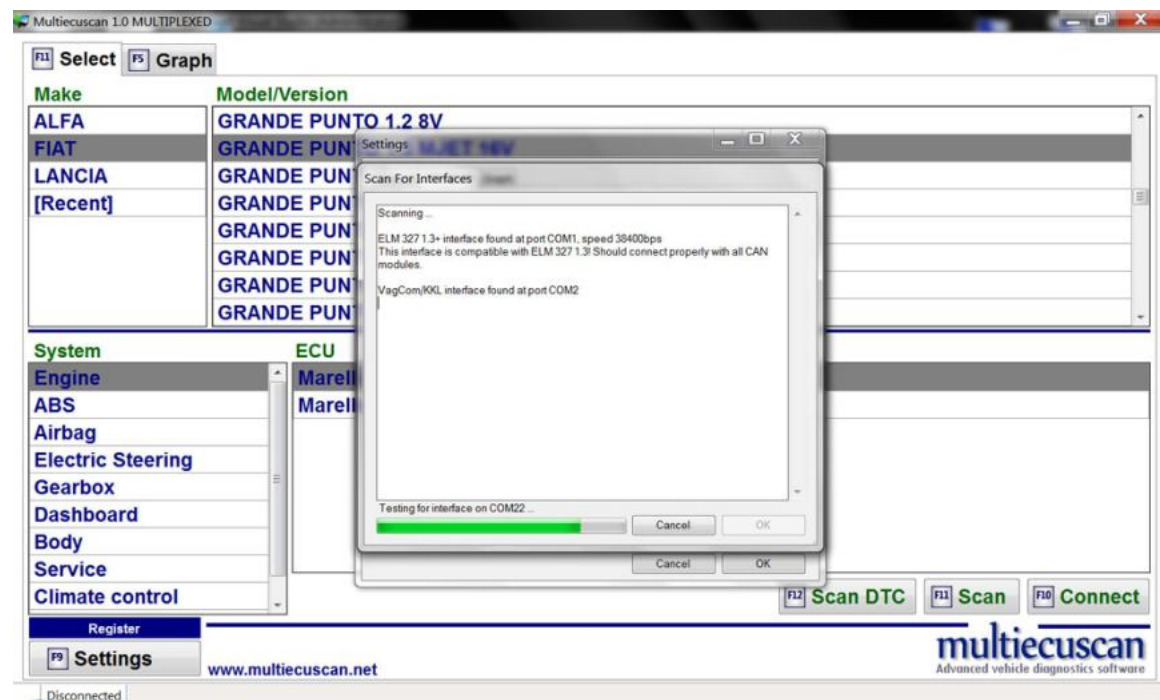 Multiecuscan 1.0 MULTIPLEXED
F11 Select F5 Graph
Make Model/Version
ALFA GRANDE PUNTO 1.2 8V
FIAT GRANDE PUN MJET 16V
LANCIA GRANDE PUN
[Recent] GRANDE PUN
GRANDE PUN
GRANDE PUN
GRANDE PUN
GRANDE PUN
Settings
Scan For Interfaces
Scanning ...
ELM 327 1.3+ interface found at port COM1, speed 38400bps
This interface is compatible with ELM 327 1.3! Should connect properly with all CAN
modules.
VagCom/KKL interface found at port COM2
Testing for interface on COM22 ...
Cancel OK
Cancel OK
System ECU
Engine Marell
ABS Marell
Airbag
Electric Steering
Gearbox
Dashboard
Body
Service
Climate control
F12 Scan DTC F11 Scan F10 Connect
Register
F9 Settings
www.multiecuscan.net
multiecuscan
Advanced vehicle diagnostics software
Disconnected